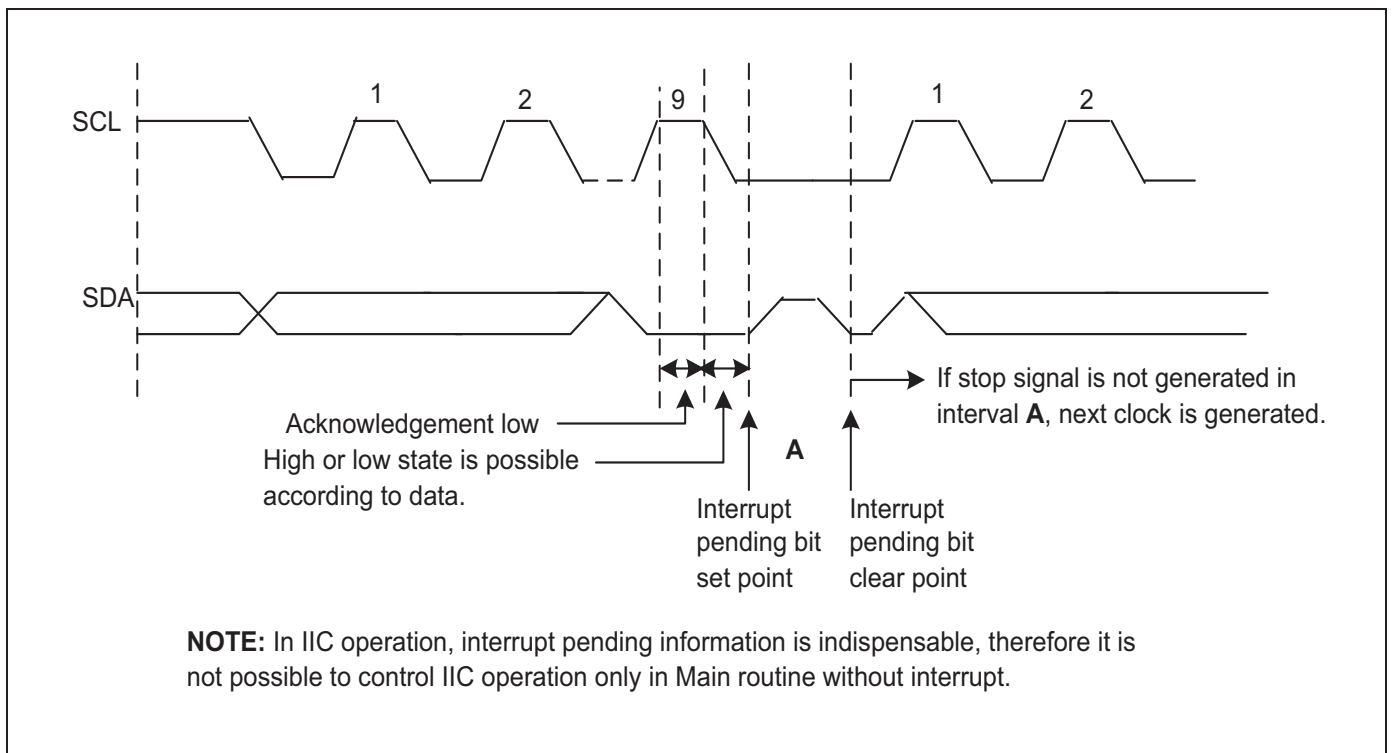 1
2
9
1
2
SCL
SDA
If stop signal is not generated in
interval A, next clock is generated.
Acknowledgement low
High or low state is possible
according to data.
A
Interrupt
pending bit
set point
Interrupt
pending bit
clear point
NOTE: In IIC operation, interrupt pending information is indispensable, therefore it is
not possible to control IIC operation only in Main routine without interrupt.